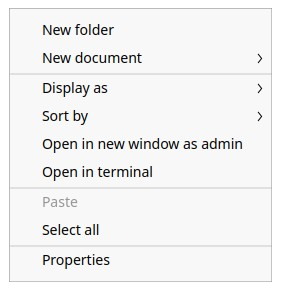 New folder
New document
Display as
Sort by
Open in new window as admin
Open in terminal
Paste
Select all
Properties